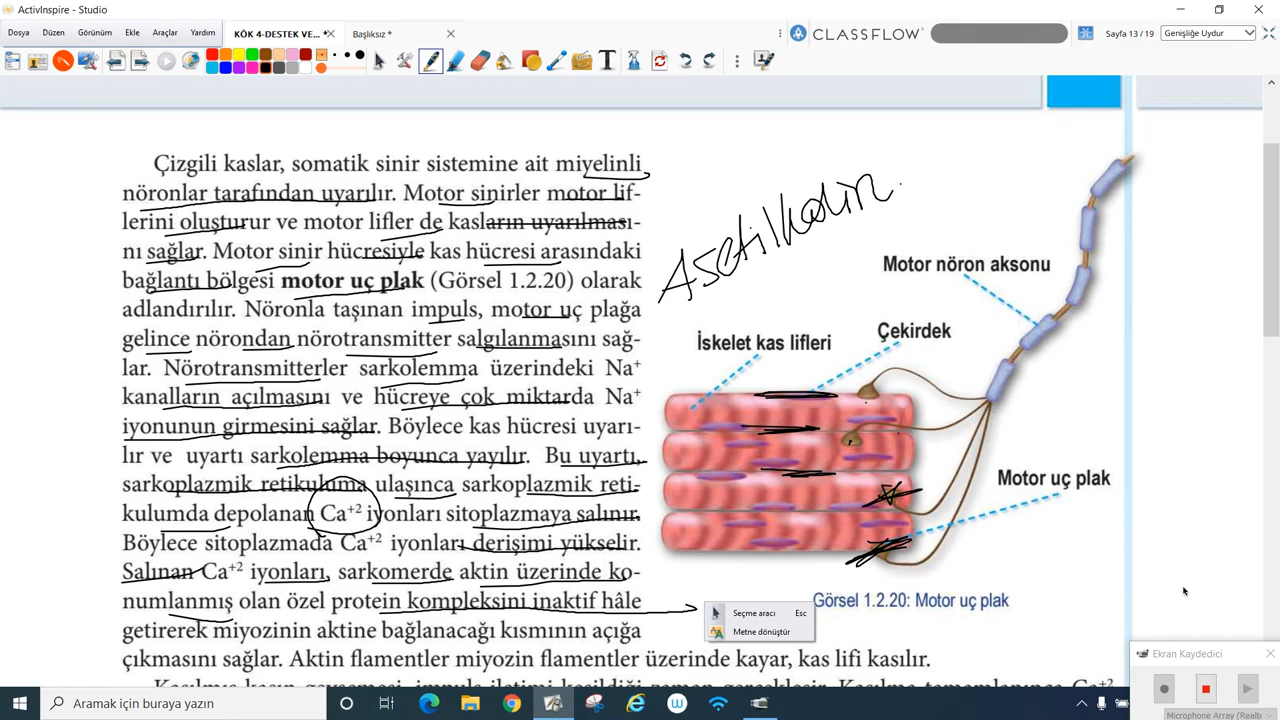 ActivInspire - Studio
Dosya Düzen Görünüm Ekle Araçlar Yardım
KÖK 4-DESTEK VE... *
Başlıksız *
CLASSFLOW
Sayfa 13 / 19
Genişliğe Uydur
Çizgili kaslar, somatik sinir sistemine ait miyelinli
nöronlar tarafından uyarılır. Motor sinirler motor lif-
lerini oluşturur ve motor lifler de kasların uyarılması-
nı sağlar. Motor sinir hücresiyle kas hücresi arasındaki
bağlantı bölgesi motor uç plak (Görsel 1.2.20) olarak
adlandırılır. Nöronla taşınan impuls, motor uç plağa
gelince nörondan nörotransmitter salgılanmasını sağ-
lar. Nörotransmitterler sarkolemma üzerindeki Na+
kanalların açılmasını ve hücreye çok miktarda Na+
iyonunun girmesini sağlar. Böylece kas hücresi uyarı-
lır ve uyartı sarkolemma boyunca yayılır. Bu uyartı,
sarkoplazmik retikuluma ulaşınca sarkoplazmik reti-
kulumda depolanan Ca+2 iyonları sitoplazmaya salınır.
Böylece sitoplazmada Ca+2 iyonları derişimi yükselir.
Salınan Ca+2 iyonları, sarkomerde aktin üzerinde ko-
numlanmış olan özel protein kompleksini inaktif hâle
getirerek miyozinin aktine bağlanacağı kısmının açığa
çıkmasını sağlar. Aktin flamentler miyozin flamentler üzerinde kayar, kas lifi kasılır.
Asetilkolin
Motor nöron aksonu
Çekirdek
İskelet kas lifleri
Motor uç plak
Görsel 1.2.20: Motor uç plak
Seçme aracı Esc
Metne dönüştür
Ekran Kaydedici
Microphone Array (Realte
Aramak için buraya yazın